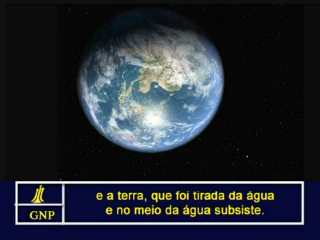 e a terra, que foi tirada da água
e no meio da água subsiste.
GNP